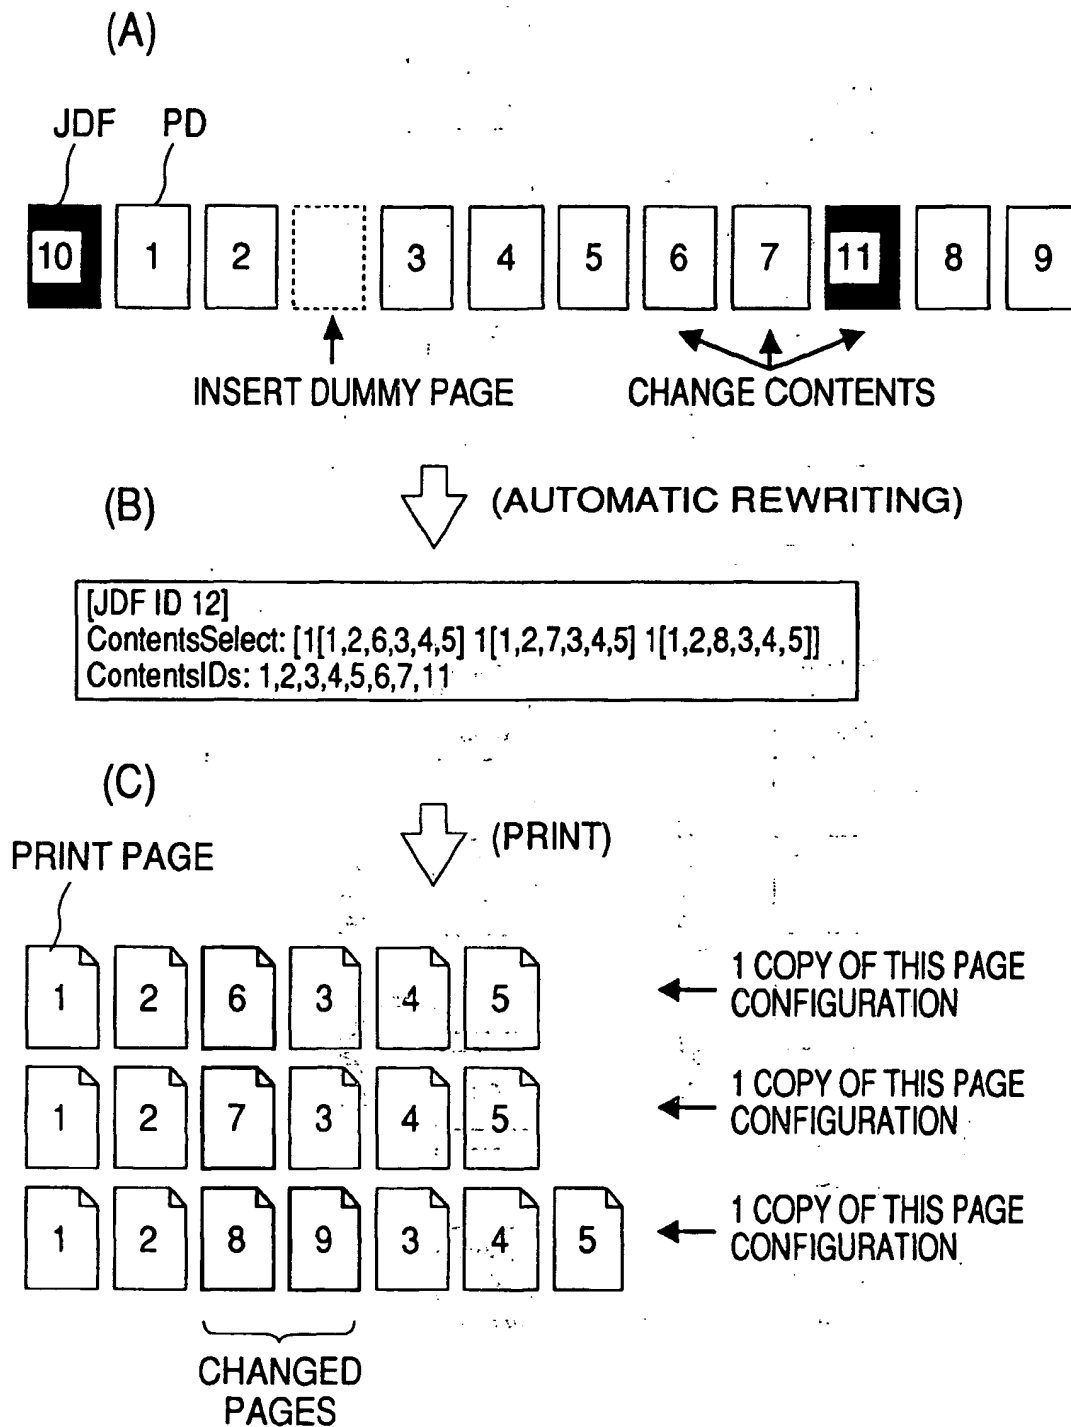 (A)
JDF PD
10 1 2 3 4 5 6 7 11 8 9
INSERT DUMMY PAGE CHANGE CONTENTS
(B) (AUTOMATIC REWRITING)
[JDF ID 12]
ContentsSelect: [1[1,2,6,3,4,5] 1[1,2,7,3,4,5] 1[1,2,8,3,4,5]]
ContentsIDs: 1,2,3,4,5,6,7,11
(C)
(PRINT)
PRINT PAGE
1 2 6 3 4 5
1 COPY OF THIS PAGE
CONFIGURATION
1 2 7 3 4 5
1 COPY OF THIS PAGE
CONFIGURATION
1 2 8 9 3 4 5
1 COPY OF THIS PAGE
CONFIGURATION
CHANGED
PAGES